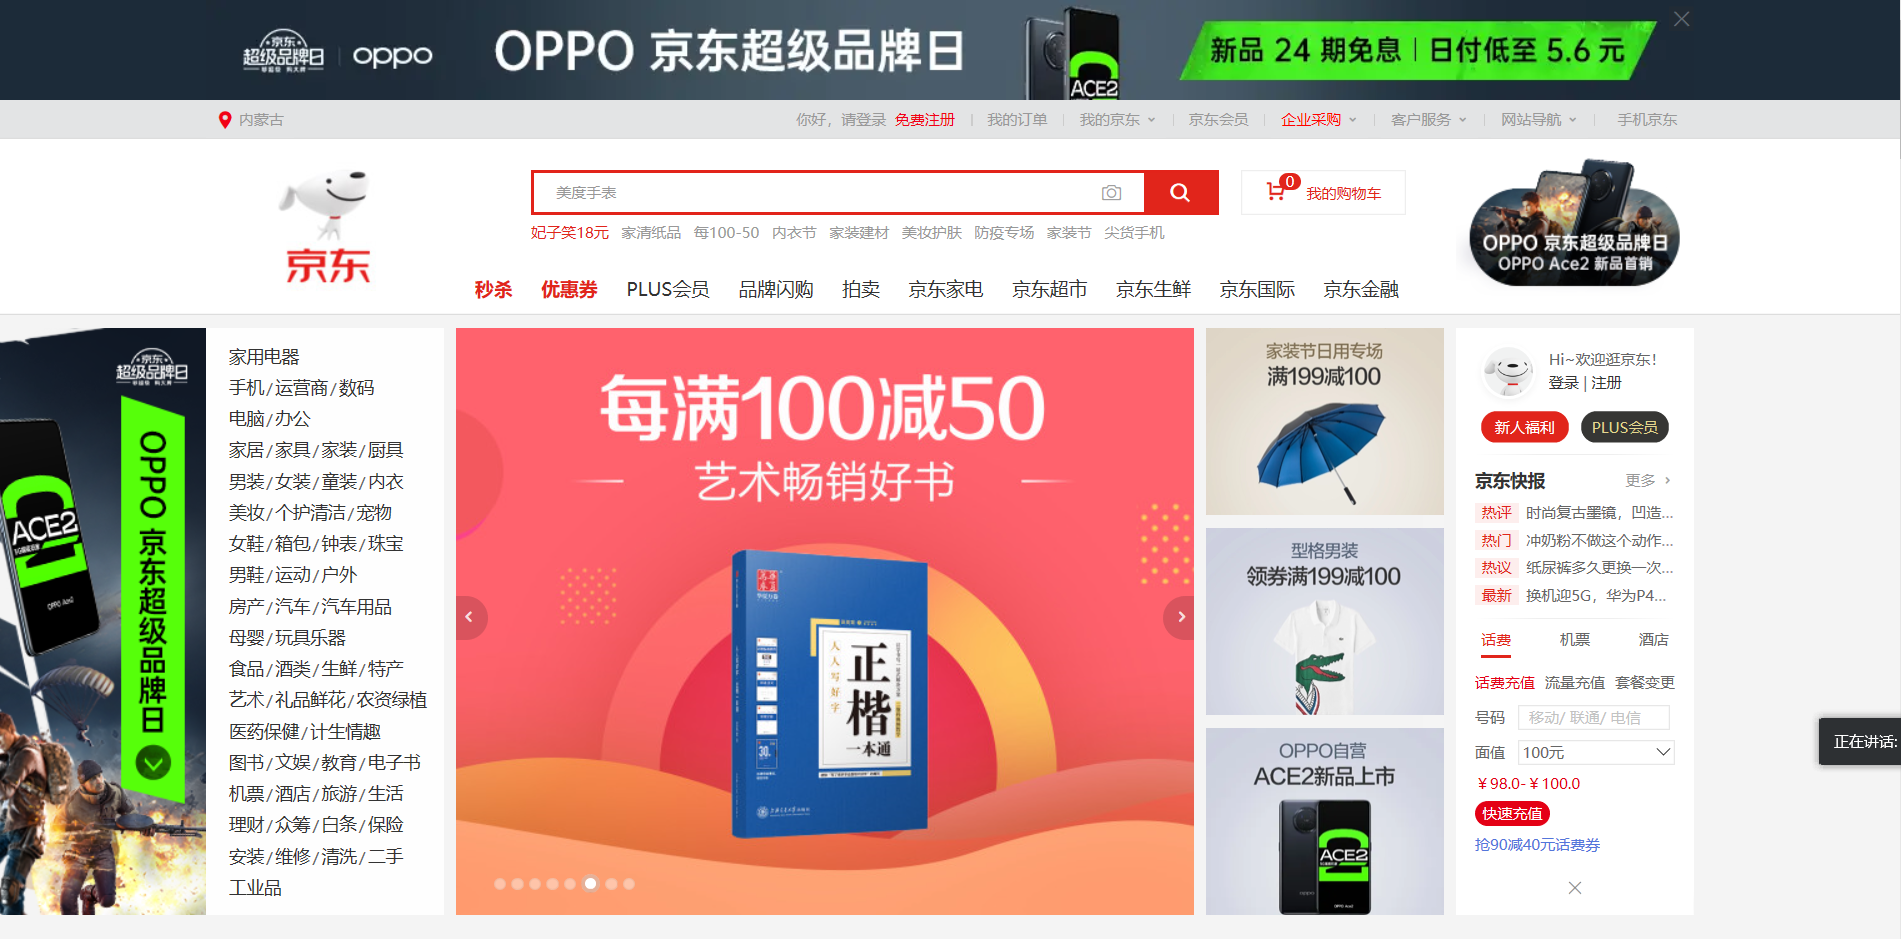 京东
超级品牌日
oppo
OPPO 京东超级品牌日
ACE2
新品 24 期免息 | 日付低至 5.6 元
内蒙古
你好，请登录 免费注册 我的订单 我的京东 京东会员 企业采购 客户服务 网站导航 手机京东
京东
美度手表
0 我的购物车
妃子笑18元 家清纸品 每100-50 内衣节 家装建材 美妆护肤 防疫专场 家装节 尖货手机
秒杀 优惠券 PLUS会员 品牌闪购 拍卖 京东家电 京东超市 京东生鲜 京东国际 京东金融
OPPO 京东超级品牌日
OPPO Ace2 新品首销
京东
超级品牌日
OPPO 京东超级品牌日
ACE2
OPPO Ace2
家用电器
手机/运营商/数码
电脑/办公
家居/家具/家装/厨具
男装/女装/童装/内衣
美妆/个护清洁/宠物
女鞋/箱包/钟表/珠宝
男鞋/运动/户外
房产/汽车/汽车用品
母婴/玩具乐器
食品/酒类/生鲜/特产
艺术/礼品鲜花/农资绿植
医药保健/计生情趣
图书/文娱/教育/电子书
机票/酒店/旅游/生活
理财/众筹/白条/保险
安装/维修/清洗/二手
工业品
每满100减50
艺术畅销好书
人人写好字
正楷
一本通
30
家装节日用专场
满199减100
型格男装
领券满199减100
OPPO自营
ACE2新品上市
ACE2
Hi~欢迎逛京东！
登录 | 注册
新人福利 PLUS会员
京东快报 更多
热评 时尚复古墨镜，凹造...
热门 冲奶粉不做这个动作...
热议 纸尿裤多久更换一次...
最新 换机迎5G，华为P4...
话费 机票 酒店
话费充值 流量充值 套餐变更
号码 移动/ 联通/ 电信
面值 100元
￥98.0-￥100.0
快速充值
抢90减40元话费券
正在讲话: